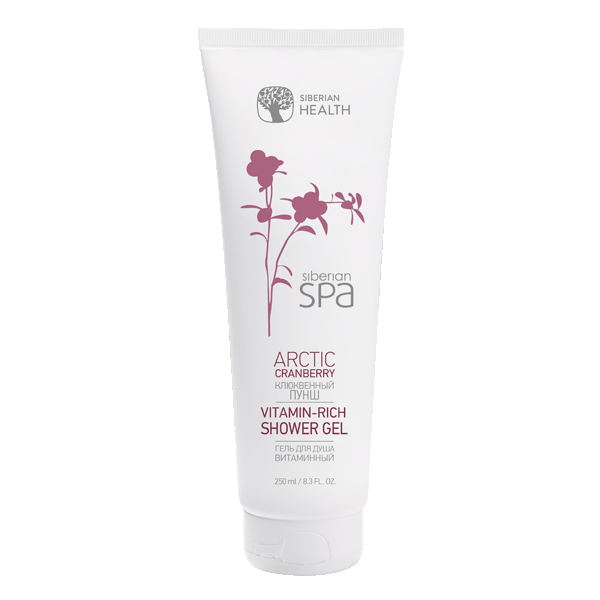 SIBERIAN
HEALTH
siberian
spa
ARCTIC
CRANBERRY
КЛЮКВЕННЫЙ
ПУНШ
VITAMIN-RICH
SHOWER GEL
ГЕЛЬ ДЛЯ ДУША
ВИТАМИННЫЙ
250 ml / 8.3 FL. OZ.